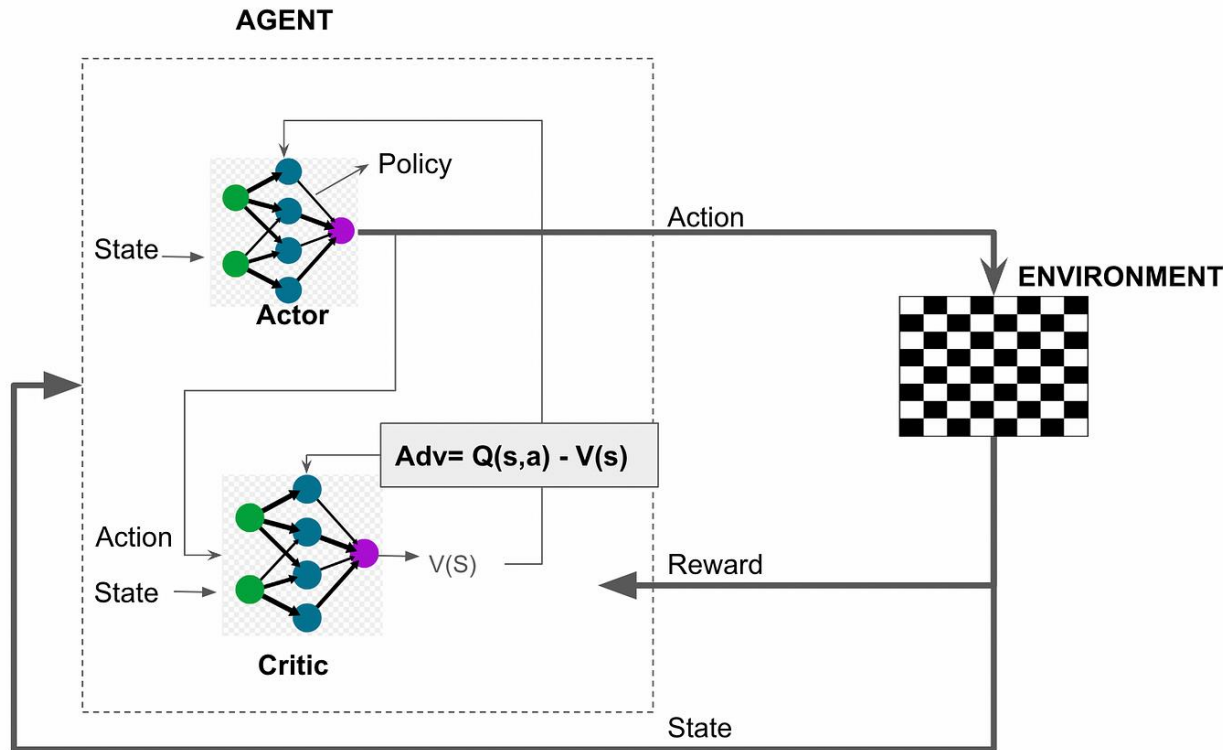 AGENT
Policy
Action
State
ENVIRONMENT
Actor
Adv= Q(s,a) - V(s)
Action
V(S)
Reward
State
Critic
State